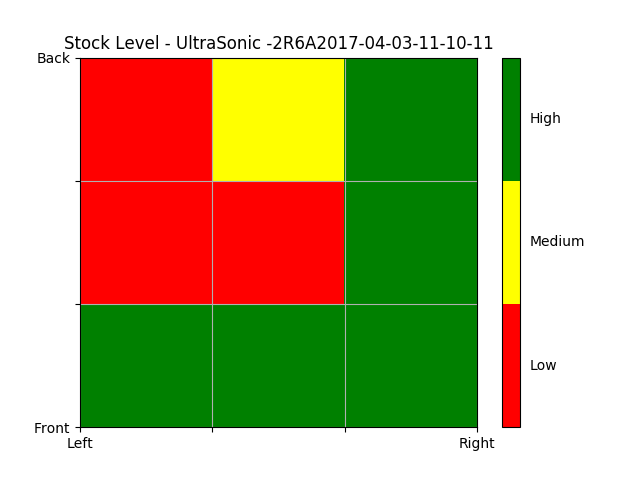 Stock Level - UltraSonic -2R6A2017-04-03-11-10-11
Back
High
Medium
Low
Front
Left
Right